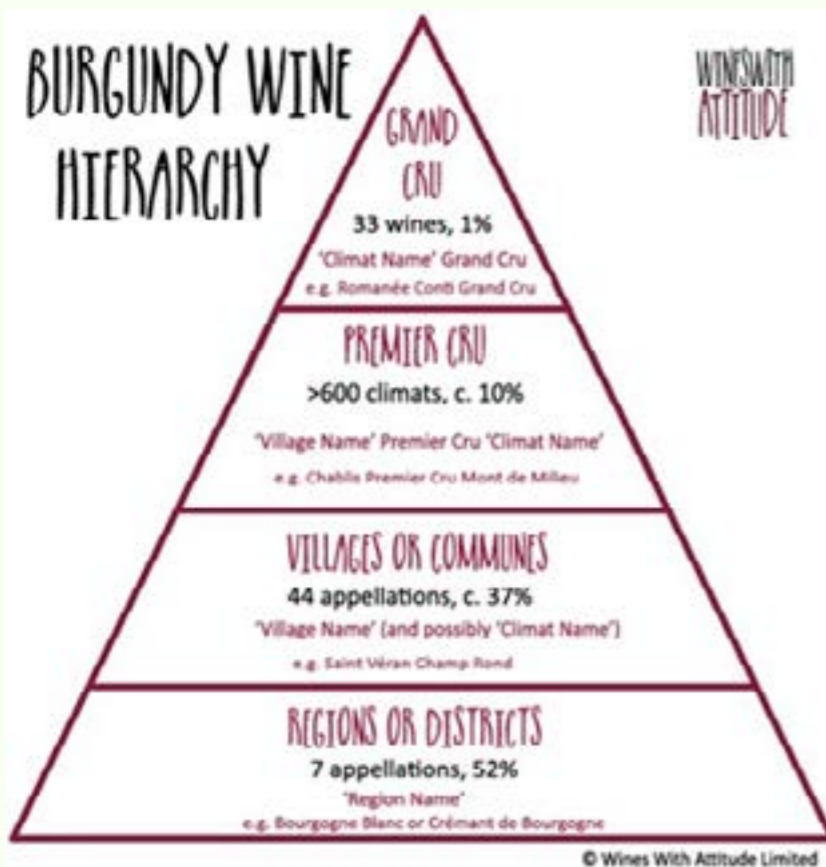 BURGUNDY WINE
HIERARCHY
WINESWITH
ATTITUDE
GRAND
CRU
33 wines, 1%
'Climat Name' Grand Cru
e.g. Romanée Conti Grand Cru
PREMIER CRU
>600 climats, c. 10%
'Village Name' Premier Cru 'Climat Name'
e.g. Chablis Premier Cru Mont de Milieu
VILLAGES OR COMMUNES
44 appellations, c. 37%
'Village Name' (and possibly 'Climat Name')
e.g. Saint Véran Champ Rond
REGIONS OR DISTRICTS
7 appellations, 52%
'Region Name'
e.g. Bourgogne Blanc or Crémant de Bourgogne
© Wines With Attitude Limited